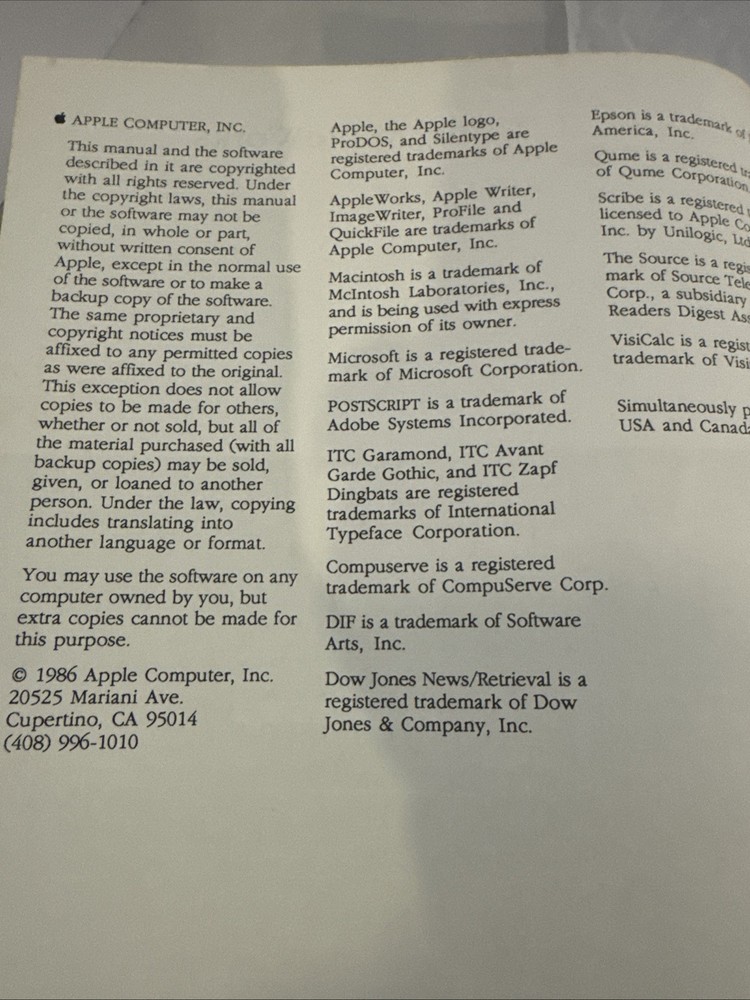 APPLE COMPUTER, INC.
This manual and the software
described in it are copyrighted
with all rights reserved. Under
the copyright laws, this manual
or the software may not be
copied, in whole or part,
without written consent of
Apple, except in the normal use
of the software or to make a
backup copy of the software.
The same proprietary and
copyright notices must be
affixed to any permitted copies
as were affixed to the original.
This exception does not allow
copies to be made for others,
whether or not sold, but all of
the material purchased (with all
backup copies) may be sold,
given, or loaned to another
person. Under the law, copying
includes translating into
another language or format.
You may use the software on any
computer owned by you, but
extra copies cannot be made for
this purpose.
© 1986 Apple Computer, Inc.
20525 Mariani Ave.
Cupertino, CA 95014
(408) 996-1010
Apple, the Apple logo,
ProDOS, and Silentype are
registered trademarks of Apple
Computer, Inc.
AppleWorks, Apple Writer,
ImageWriter, ProFile and
QuickFile are trademarks of
Apple Computer, Inc.
Macintosh is a trademark of
McIntosh Laboratories, Inc.,
and is being used with express
permission of its owner.
Microsoft is a registered trade-
mark of Microsoft Corporation.
POSTSCRIPT is a trademark of
Adobe Systems Incorporated.
ITC Garamond, ITC Avant
Garde Gothic, and ITC Zapf
Dingbats are registered
trademarks of International
Typeface Corporation.
Compuserve is a registered
trademark of CompuServe Corp.
DIF is a trademark of Software
Arts, Inc.
Dow Jones News/Retrieval is a
registered trademark of Dow
Jones & Company, Inc.
Epson is a trademark of
America, Inc.
Qume is a registered
of Qume Corporation
Scribe is a registered
licensed to Apple
Inc. by Unilogic,
The Source is a
mark of Source
Corp., a subsidiary
Readers Digest
VisiCalc is a
trademark of
Simultaneously
USA and